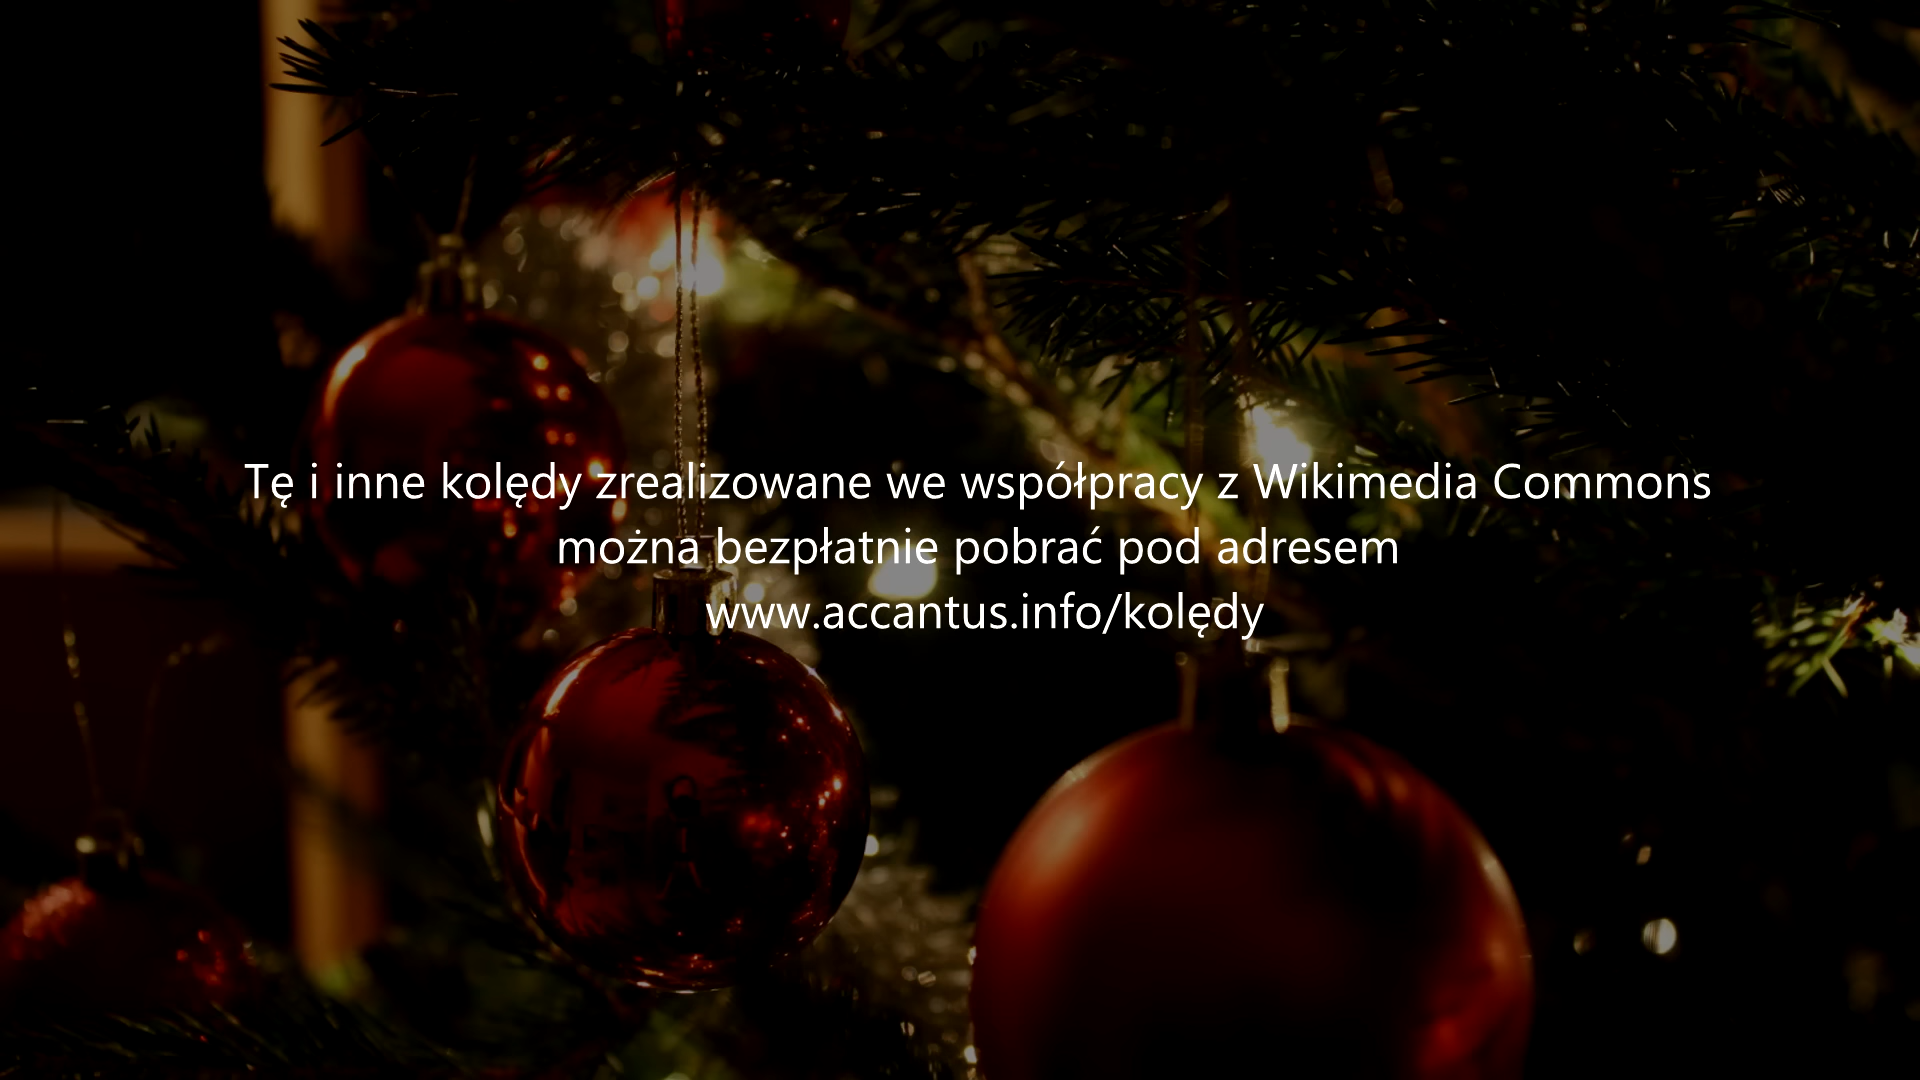 Tę i inne kolędy zrealizowane we współpracy z Wikimedia Commons
można bezpłatnie pobrać pod adresem
www.accantus.info/kolędy